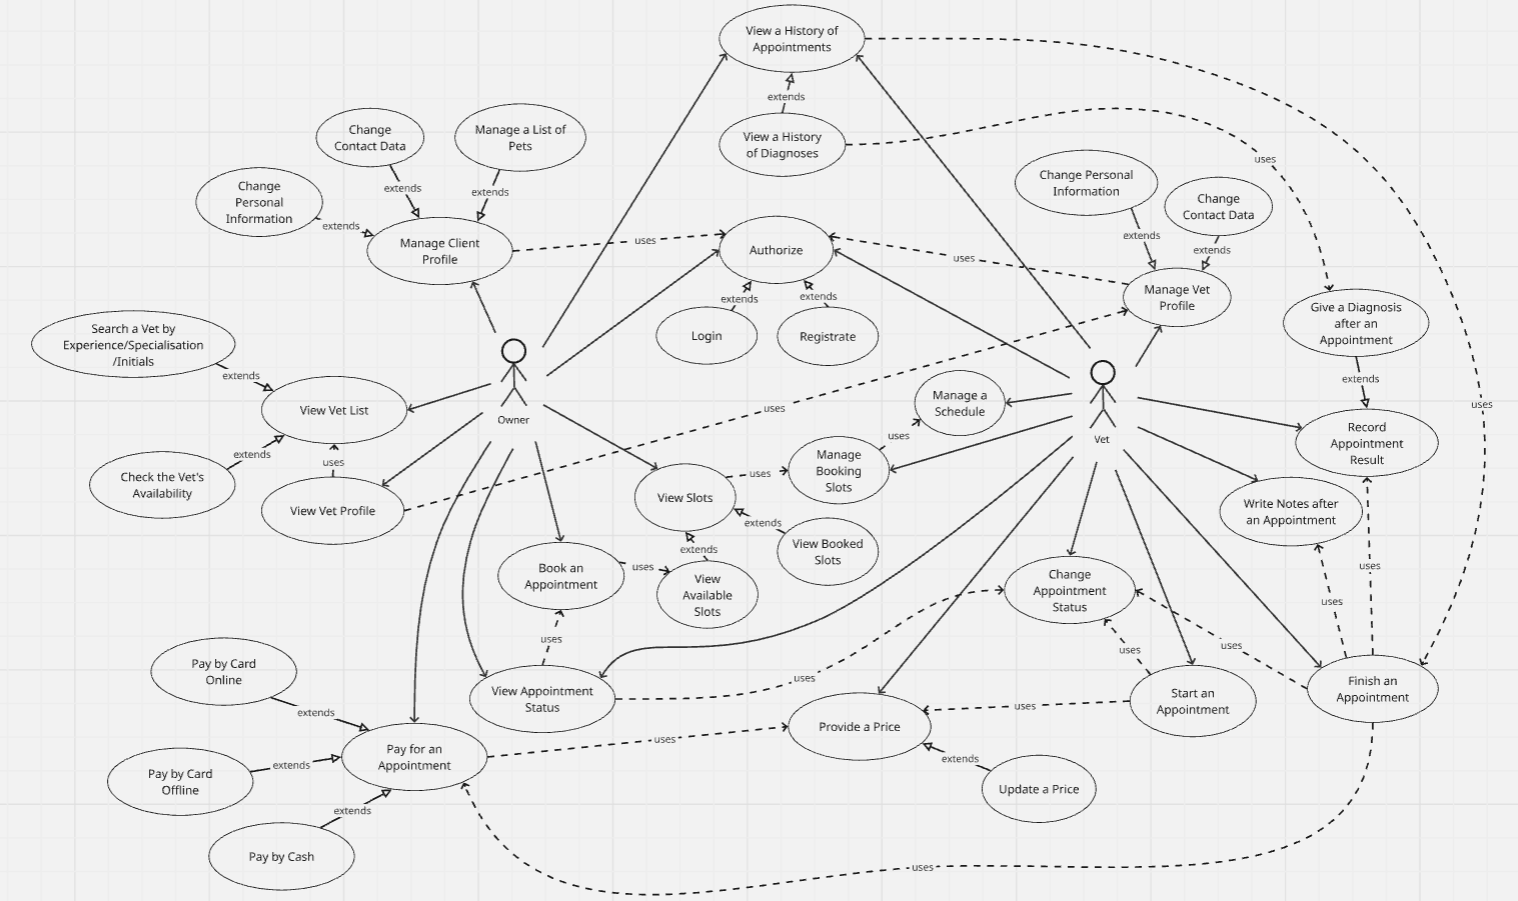 View a History of
Appointments
extends
View a History
of Diagnoses
uses
Change
Contact Data
Manage a List of
Pets
Change
Personal
Information
extends
extends
extends
Manage Client
Profile
uses
Authorize
extends
extends
Login
Registrate
uses
Change Personal
Information
Change
Contact Data
extends
extends
Manage Vet
Profile
Give a Diagnosis
after an
Appointment
extends
uses
Search a Vet by
Experience/Specialisation
/Initials
extends
View Vet List
extends
Check the Vet's
Availability
uses
View Vet Profile
Owner
uses
Manage a
Schedule
uses
Manage
Booking
Slots
uses
View Slots
extends
extends
View Booked
Slots
View
Available
Slots
Vet
Record
Appointment
Result
Write Notes after
an Appointment
uses
uses
Book an
Appointment
uses
uses
Change
Appointment
Status
uses
uses
View Appointment
Status
uses
Start an
Appointment
Finish an
Appointment
Pay by Card
Online
extends
Pay for an
Appointment
uses
Provide a Price
uses
extends
Update a Price
Pay by Card
Offline
extends
extends
Pay by Cash
uses